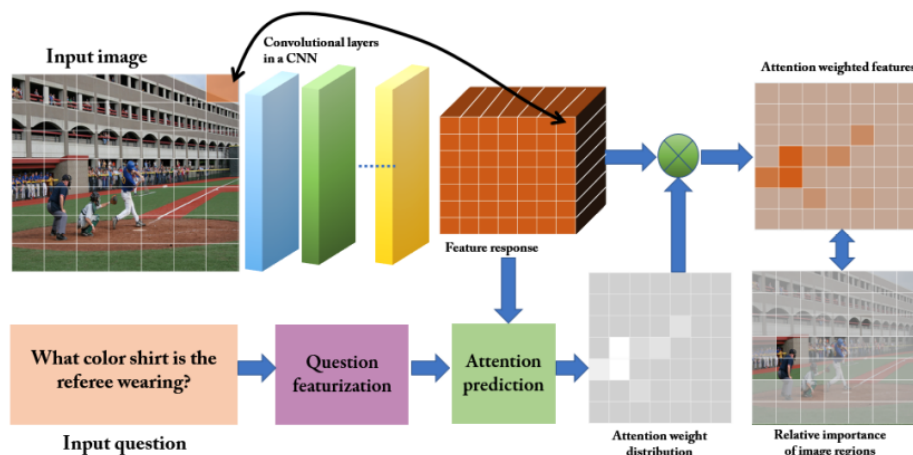 Input image
Convolutional layers
in a CNN
Attention weighted features
Feature response
What color shirt is the
referee wearing?
Question
featurization
Attention
prediction
Input question
Attention weight
distribution
Relative importance
of image regions